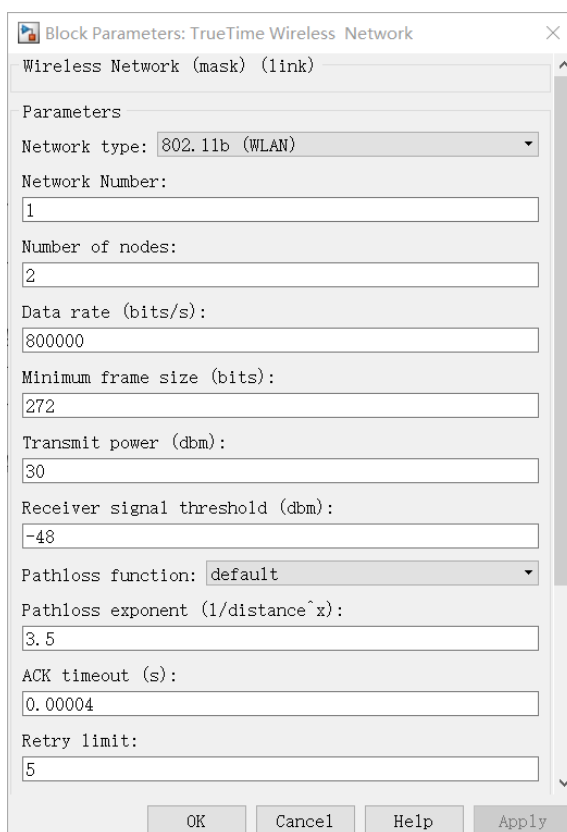 Block Parameters: TrueTime Wireless Network
Wireless Network (mask) (link)
Parameters
Network type: 802.11b (WLAN)
Network Number:
1
Number of nodes:
2
Data rate (bits/s):
800000
Minimum frame size (bits):
272
Transmit power (dbm):
30
Receiver signal threshold (dbm):
-48
Pathloss function: default
Pathloss exponent (1/distance^x):
3.5
ACK timeout (s):
0.00004
Retry limit:
5
OK Cancel Help Apply